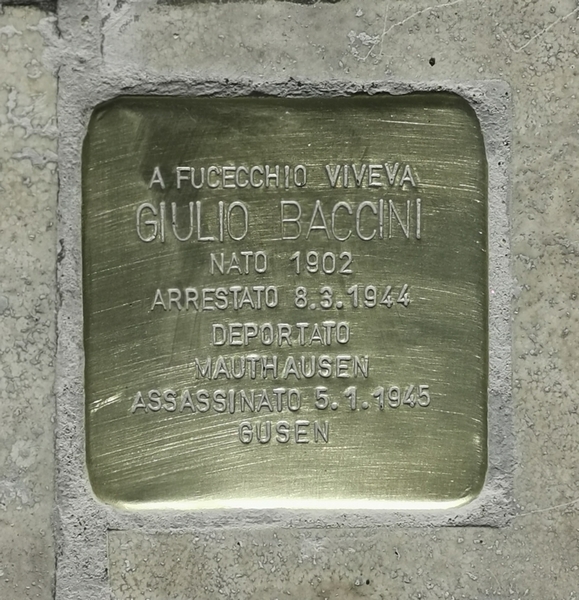 A FUCECCHIO VIVEVA
GIULIO BACCINI
NATO 1902
ARRESTATO 8.3.1944
DEPORTATO
MAUTHAUSEN
ASSASSINATO 5.1.1945
GUSEN